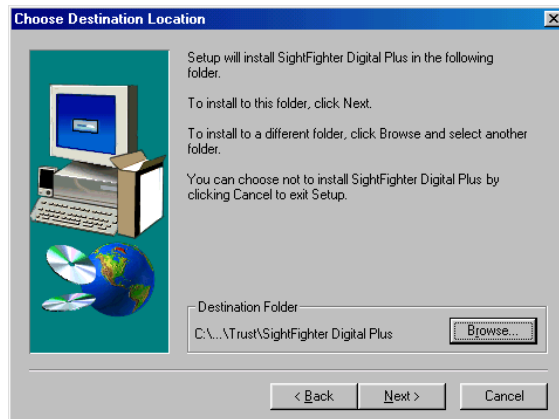 Choose Destination Location
Setup will install SightFighter Digital Plus in the following
folder.
To install to this folder, click Next.
To install to a different folder, click Browse and select another
folder.
You can choose not to install SightFighter Digital Plus by
clicking Cancel to exit Setup.
Destination Folder
C:\...\Trust\SightFighter Digital Plus
Browse...
< Back
Next >
Cancel